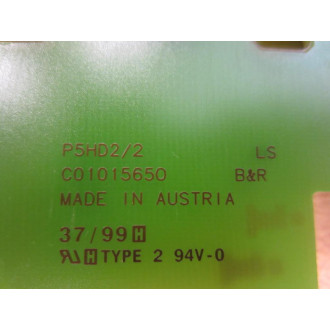 P5HD2/2 LS
C01015650 B&R
MADE IN AUSTRIA
37/99 H
H TYPE 2 94V-0